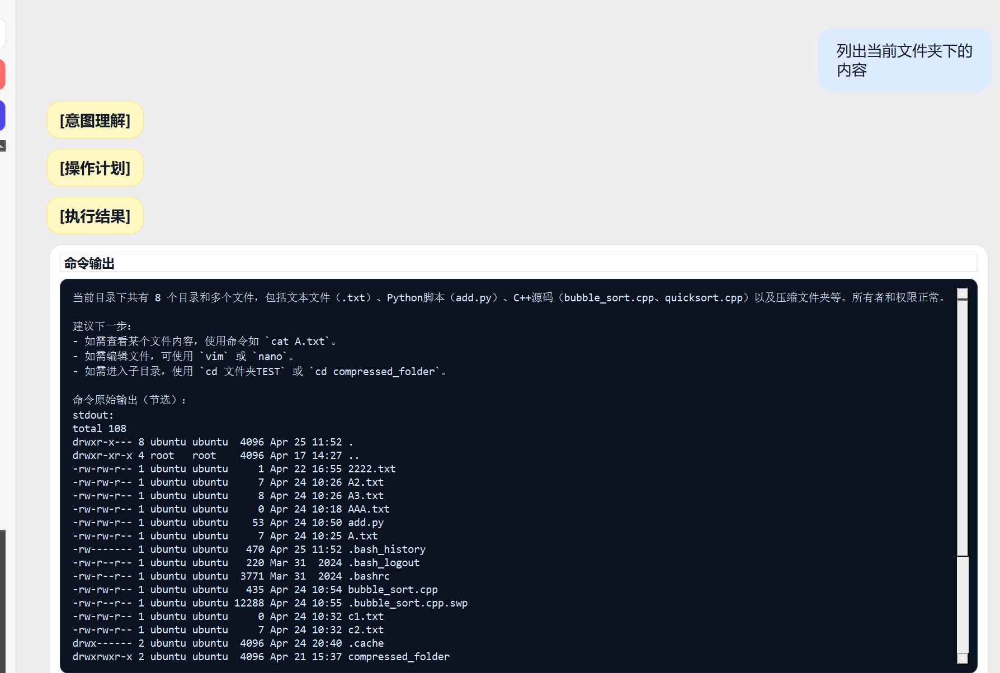 列出当前文件夹下的
内容
[意图理解]
[操作计划]
[执行结果]
命令输出
当前目录下共有 8 个目录和多个文件，包括文本文件（.txt）、Python脚本（add.py）、C++源码（bubble_sort.cpp、quicksort.cpp）以及压缩文件夹等。所有者和权限正常。
建议下一步:
- 如需查看某个文件内容，使用命令如 `cat A.txt`。
- 如需编辑文件，可使用 `vim` 或 `nano`。
- 如需进入子目录，使用 `cd 文件夹TEST` 或 `cd compressed_folder`。
命令原始输出（节选）:
stdout:
total 108
drwxr-x--- 8 ubuntu ubuntu  4096 Apr 25 11:52 .
drwxr-xr-x 4 root   root    4096 Apr 17 14:27 ..
-rw-rw-r-- 1 ubuntu ubuntu     1 Apr 22 16:55 2222.txt
-rw-rw-r-- 1 ubuntu ubuntu     7 Apr 24 10:26 A2.txt
-rw-rw-r-- 1 ubuntu ubuntu     8 Apr 24 10:26 A3.txt
-rw-rw-r-- 1 ubuntu ubuntu     0 Apr 24 10:18 AAA.txt
-rw-rw-r-- 1 ubuntu ubuntu    53 Apr 24 10:50 add.py
-rw-rw-r-- 1 ubuntu ubuntu     7 Apr 24 10:25 A.txt
-rw------- 1 ubuntu ubuntu   470 Apr 25 11:52 .bash_history
-rw-r--r-- 1 ubuntu ubuntu   220 Mar 31  2024 .bash_logout
-rw-r--r-- 1 ubuntu ubuntu  3771 Mar 31  2024 .bashrc
-rw-rw-r-- 1 ubuntu ubuntu   435 Apr 24 10:54 bubble_sort.cpp
-rw-r--r-- 1 ubuntu ubuntu 12288 Apr 24 10:55 .bubble_sort.cpp.swp
-rw-rw-r-- 1 ubuntu ubuntu     0 Apr 24 10:32 c1.txt
-rw-rw-r-- 1 ubuntu ubuntu     7 Apr 24 10:32 c2.txt
drwx------ 2 ubuntu ubuntu  4096 Apr 24 20:40 .cache
drwxrwxr-x 2 ubuntu ubuntu  4096 Apr 21 15:37 compressed_folder